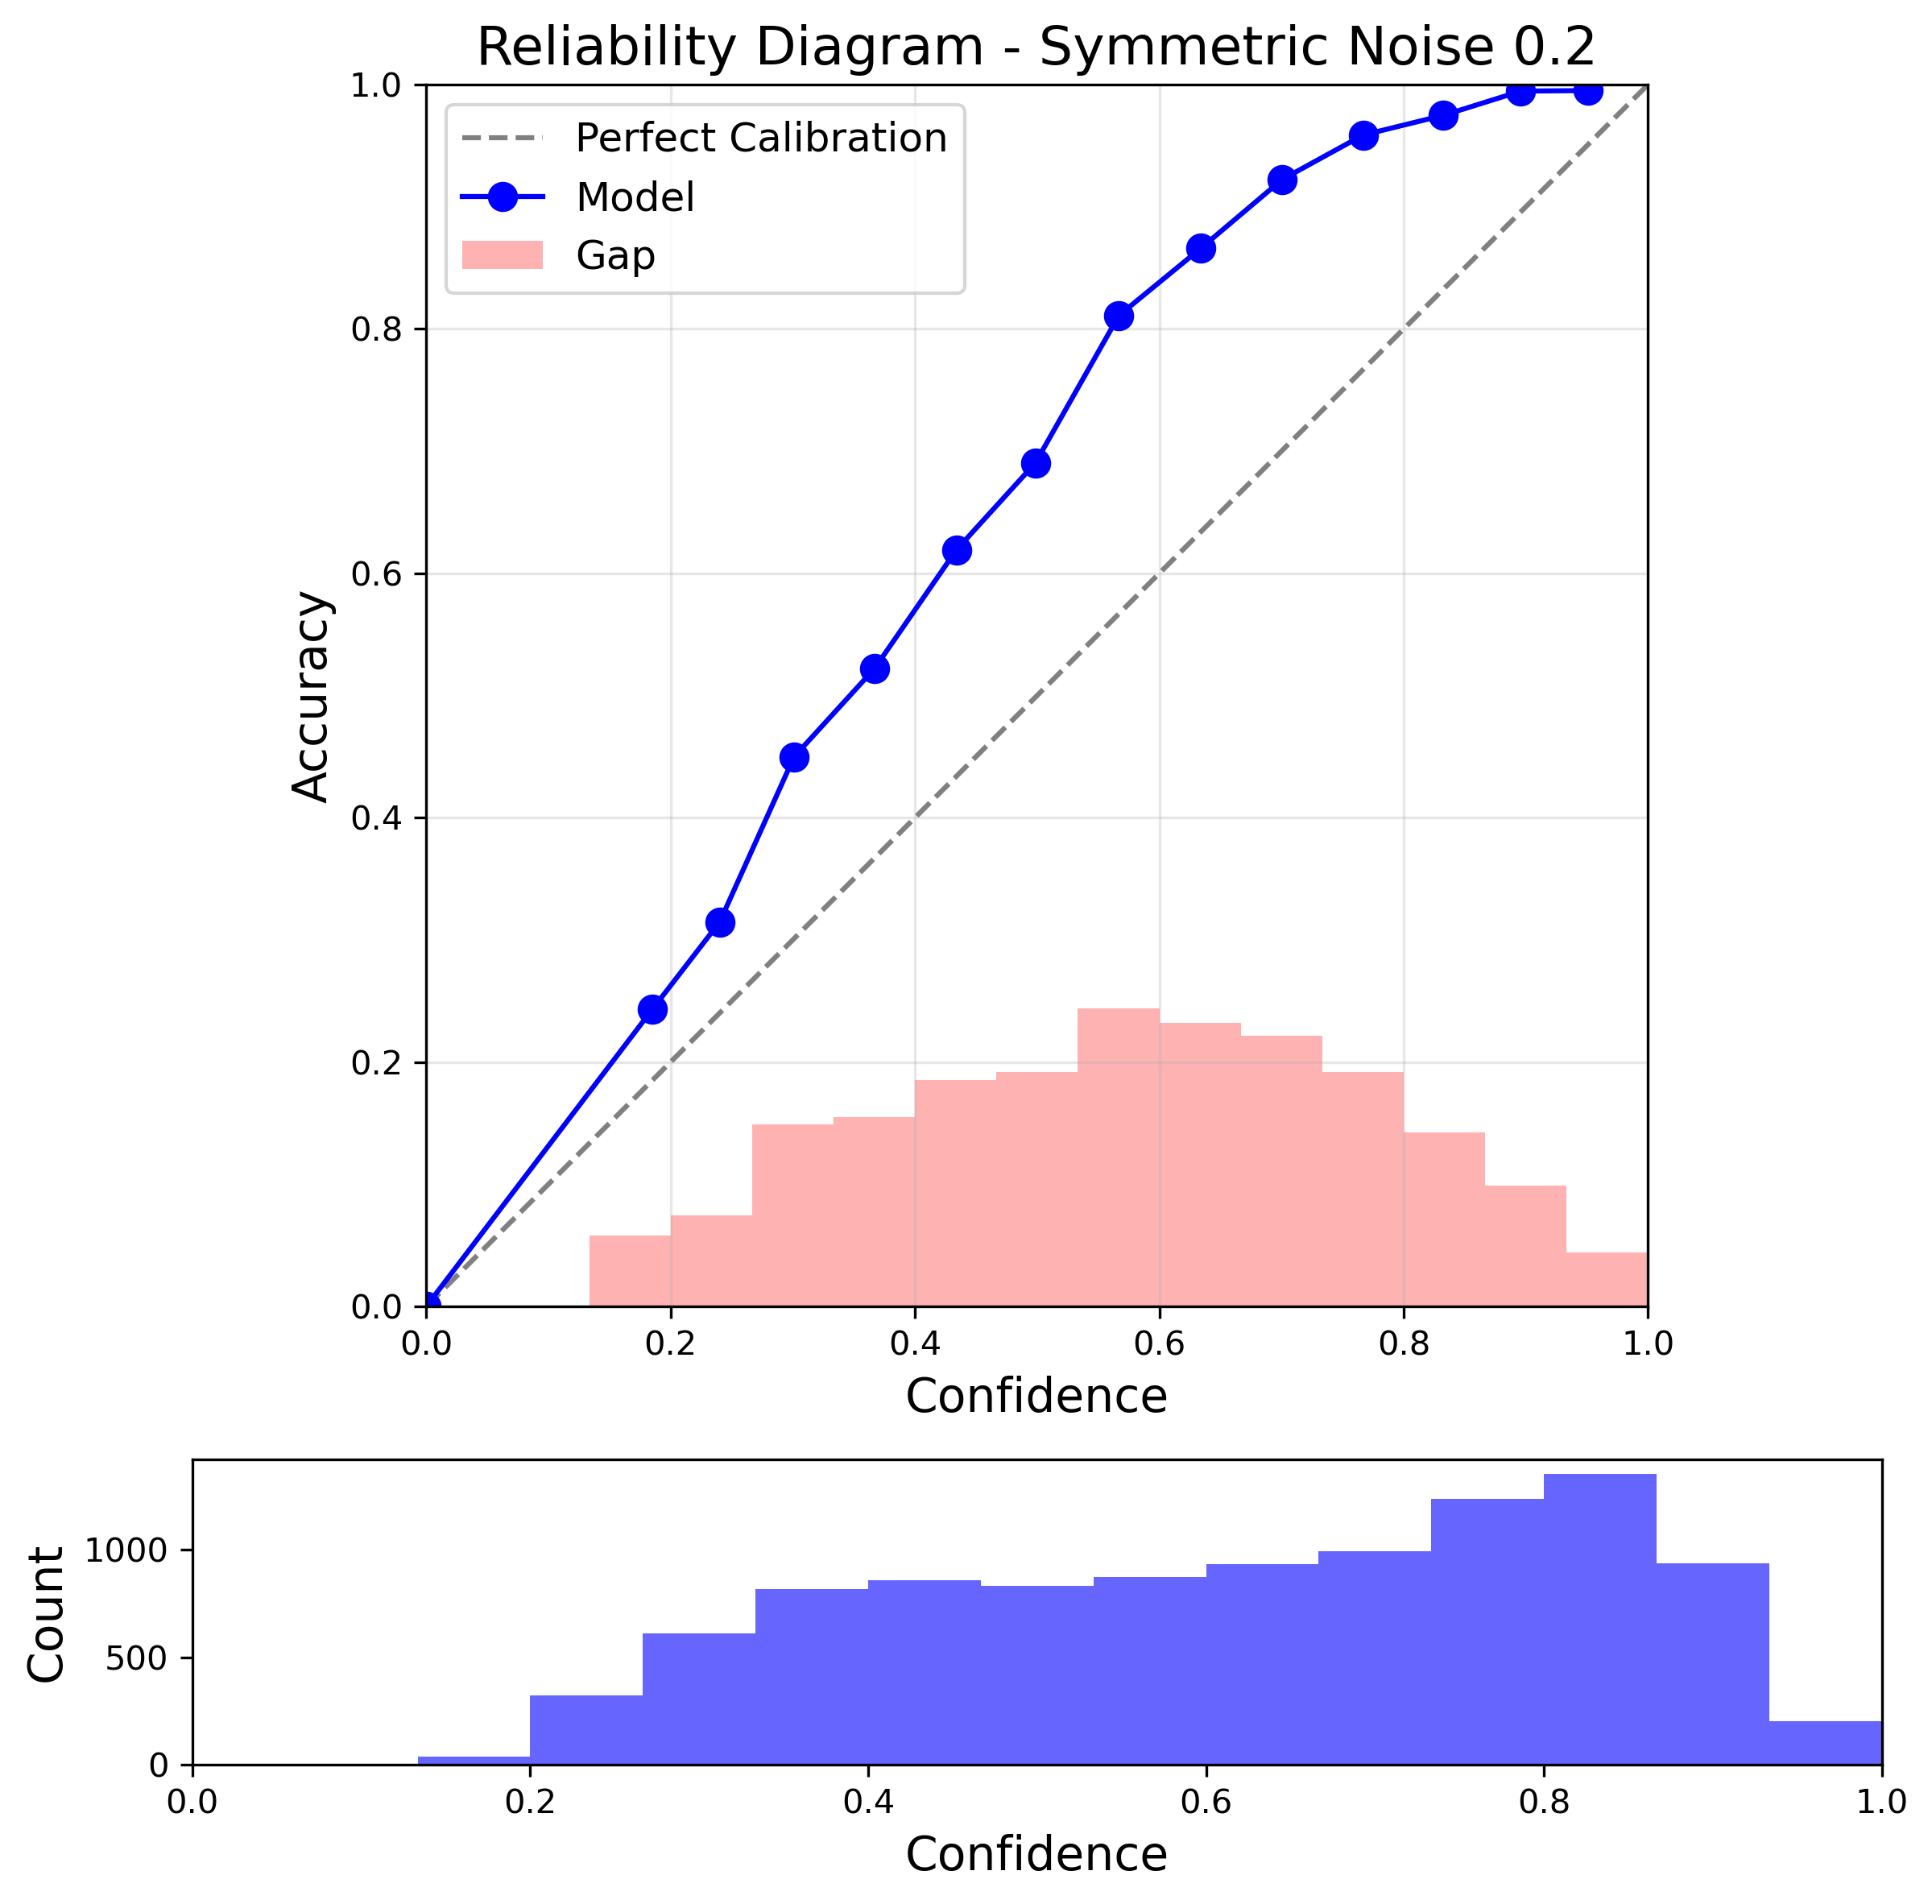 Reliability Diagram - Symmetric Noise 0.2
1.0
0.8
0.6
0.4
0.2
0.0
Accuracy
Perfect Calibration
Model
Gap
0.0 0.2 0.4 0.6 0.8 1.0
Confidence
1000
500
0
Count
0.0 0.2 0.4 0.6 0.8 1.0
Confidence